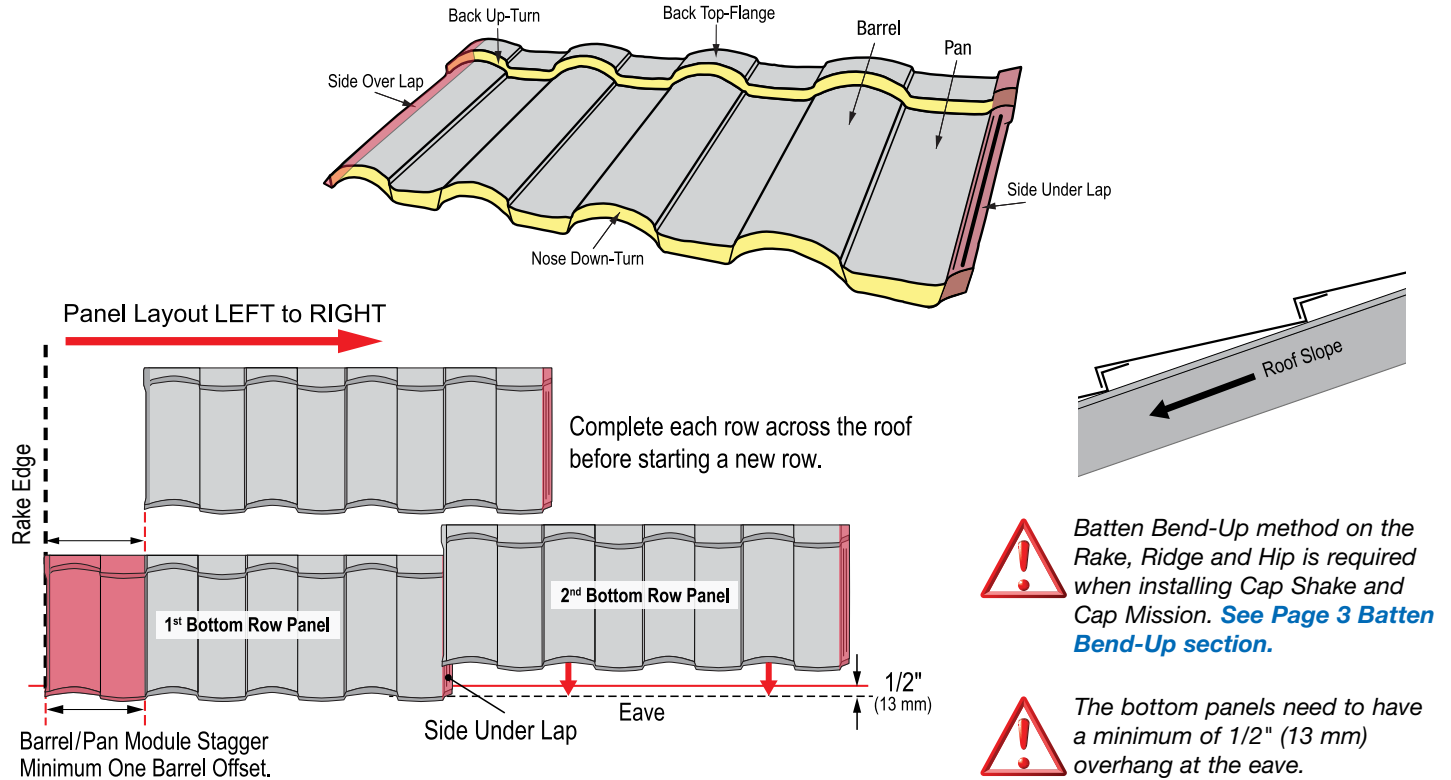 Back Up-Turn
Back Top-Flange
Barrel
Pan
Side Over Lap
Side Under Lap
Nose Down-Turn
Panel Layout LEFT to RIGHT
Rake Edge
Complete each row across the roof
before starting a new row.
Roof Slope
1st Bottom Row Panel
2nd Bottom Row Panel
1/2"
(13 mm)
Eave
Side Under Lap
Barrel/Pan Module Stagger
Minimum One Barrel Offset.
Batten Bend-Up method on the
Rake, Ridge and Hip is required
when installing Cap Shake and
Cap Mission. See Page 3 Batten
Bend-Up section.
The bottom panels need to have
a minimum of 1/2" (13 mm)
overhang at the eave.